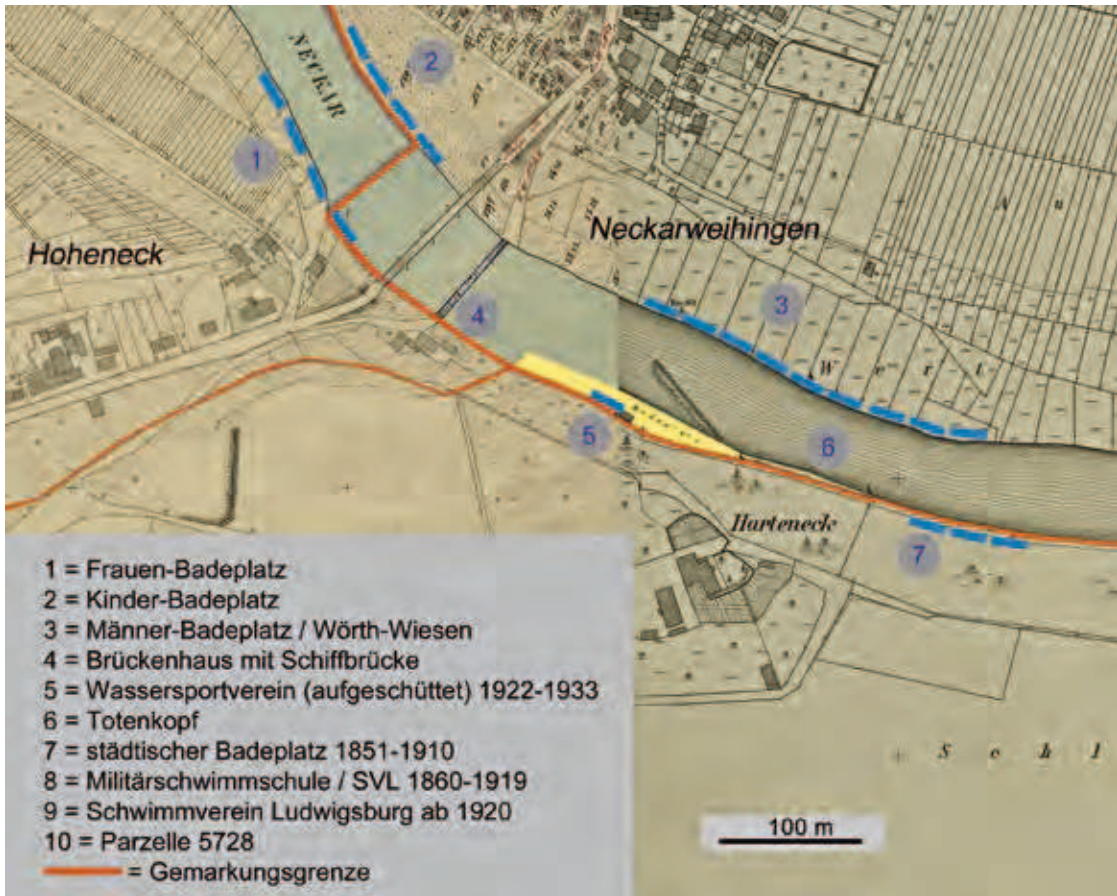 NECKAR
2
1
Neckarweihingen
Hoheneck
3
4
W e r t
5
6
Harteneck
7
S c h l
1 = Frauen-Badeplatz
2 = Kinder-Badeplatz
3 = Männer-Badeplatz / Wörth-Wiesen
4 = Brückenhaus mit Schiffbrücke
5 = Wassersportverein (aufgeschüttet) 1922-1933
6 = Totenkopf
7 = städtischer Badeplatz 1851-1910
8 = Militärschwimmschule / SVL 1860-1919
9 = Schwimmverein Ludwigsburg ab 1920
10 = Parzelle 5728
= Gemarkungsgrenze
100 m